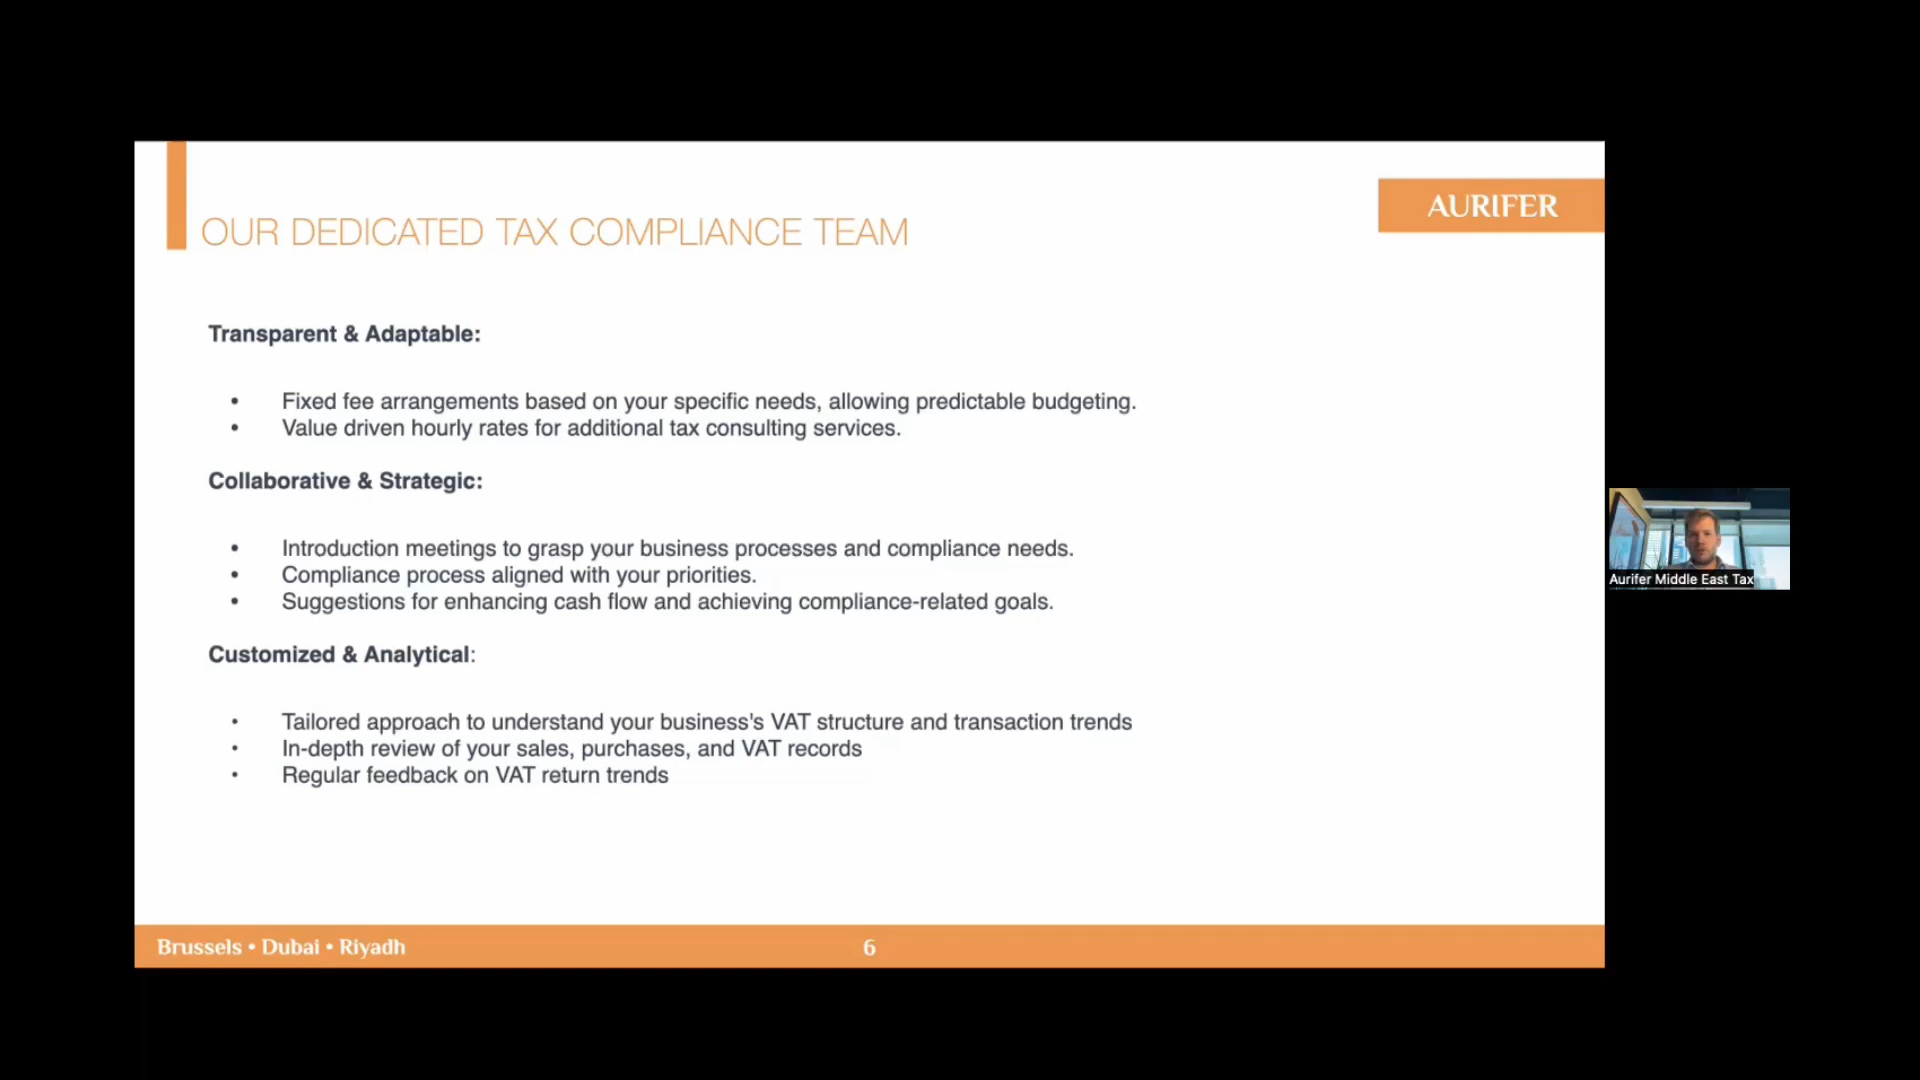 AURIFER
OUR DEDICATED TAX COMPLIANCE TEAM
Transparent & Adaptable:
• Fixed fee arrangements based on your specific needs, allowing predictable budgeting.
• Value driven hourly rates for additional tax consulting services.
Collaborative & Strategic:
• Introduction meetings to grasp your business processes and compliance needs.
• Compliance process aligned with your priorities.
• Suggestions for enhancing cash flow and achieving compliance-related goals.
Customized & Analytical:
• Tailored approach to understand your business's VAT structure and transaction trends
• In-depth review of your sales, purchases, and VAT records
• Regular feedback on VAT return trends
Brussels • Dubai • Riyadh
6
Aurifer Middle East Tax